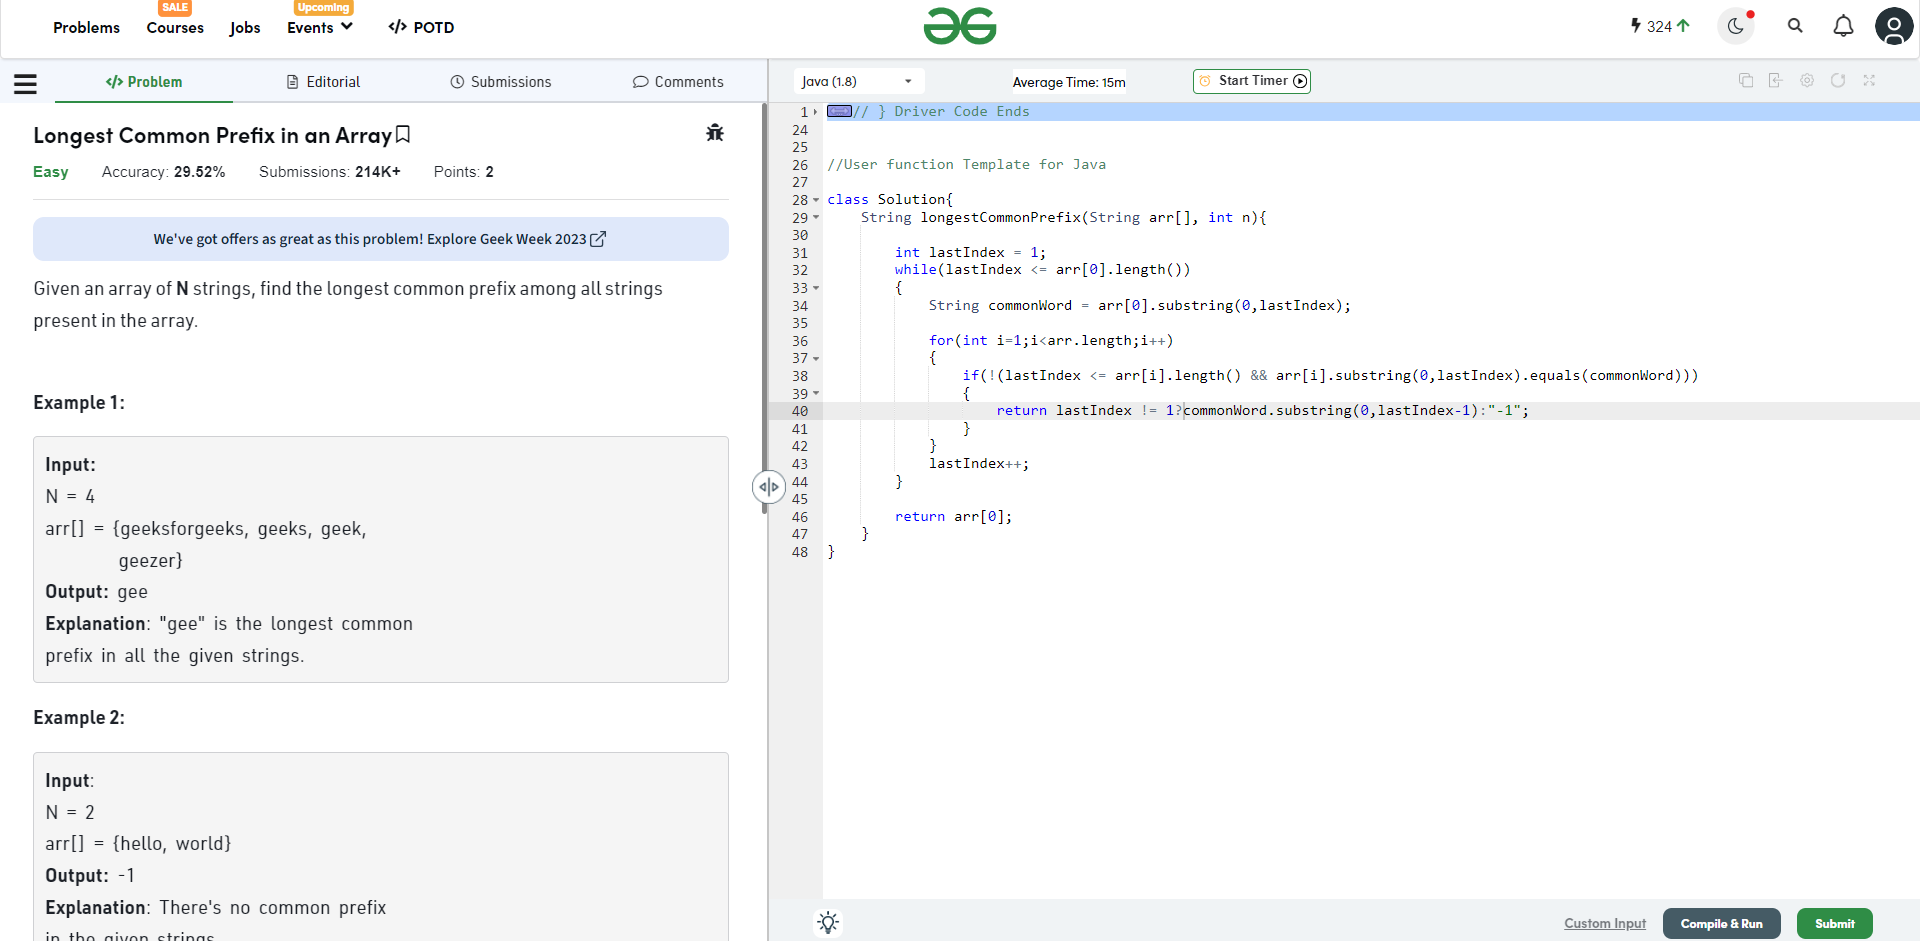 SALE
Upcoming
Problems Courses Jobs Events </> POTD
324
</> Problem Editorial Submissions Comments
Java (1.8) Average Time: 15m Start Timer
Longest Common Prefix in an Array
Easy Accuracy: 29.52% Submissions: 214K+ Points: 2
We've got offers as great as this problem! Explore Geek Week 2023
Given an array of N strings, find the longest common prefix among all strings
present in the array.
Example 1:
Input:
N = 4
arr[] = {geeksforgeeks, geeks, geek,
geezer}
Output: gee
Explanation: "gee" is the longest common
prefix in all the given strings.
Example 2:
Input:
N = 2
arr[] = {hello, world}
Output: -1
Explanation: There's no common prefix
in the given strings.
1 // } Driver Code Ends
24
25
26 //User function Template for Java
27
28 class Solution{
29 String longestCommonPrefix(String arr[], int n){
30
31 int lastIndex = 1;
32 while(lastIndex <= arr[0].length())
33 {
34 String commonWord = arr[0].substring(0,lastIndex);
35
36 for(int i=1;i<arr.length;i++)
37 {
38 if(!(lastIndex <= arr[i].length() && arr[i].substring(0,lastIndex).equals(commonWord)))
39 {
40 return lastIndex != 1?commonWord.substring(0,lastIndex-1):"-1";
41 }
42 }
43 lastIndex++;
44 }
45
46 return arr[0];
47 }
48 }
Custom Input Compile & Run Submit